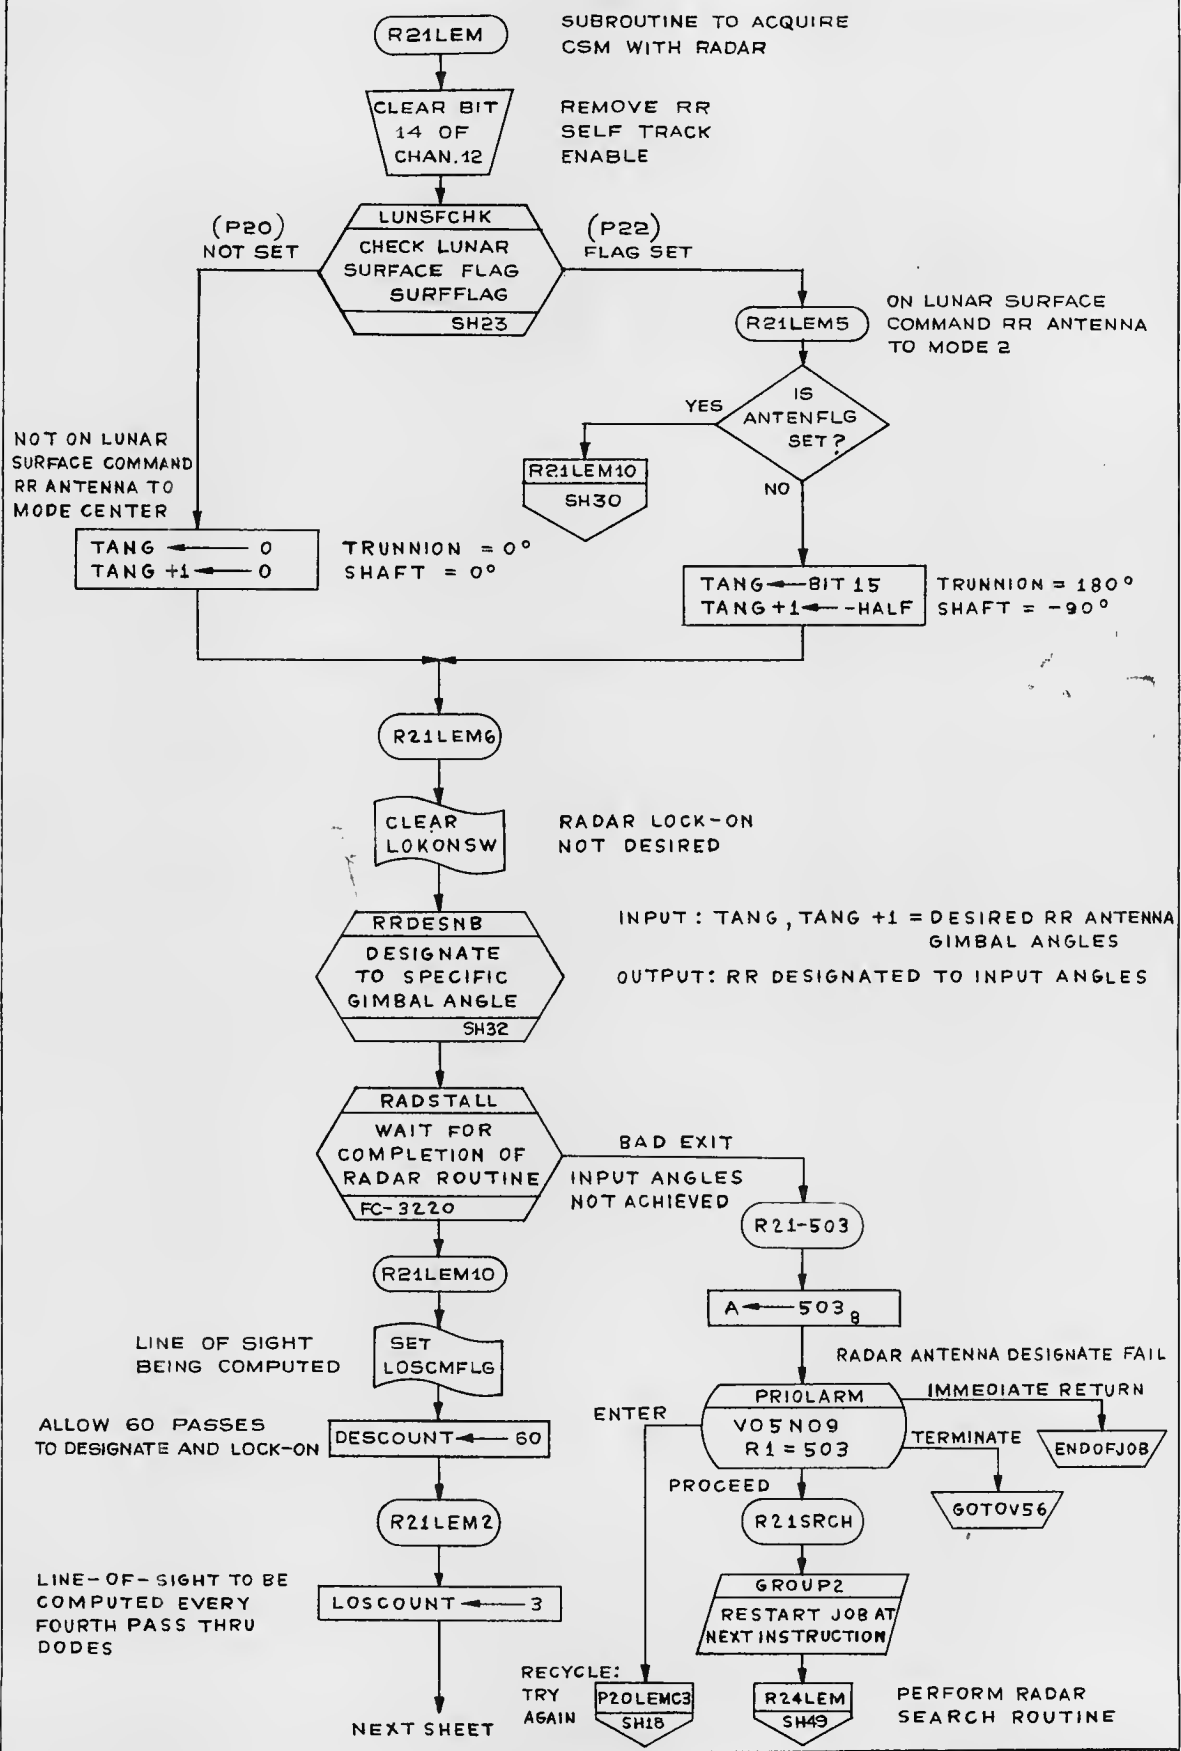 R21LEM
SUBROUTINE TO ACQUIRE
CSM WITH RADAR
CLEAR BIT
14 OF
CHAN.12
REMOVE RR
SELF TRACK
ENABLE
LUNSFCHK
CHECK LUNAR
SURFACE FLAG
SURFFLAG
SH23
(P20)
NOT SET
(P22)
FLAG SET
R21LEM5
ON LUNAR SURFACE
COMMAND RR ANTENNA
TO MODE 2
IS
ANTENFLG
SET?
YES
NO
R21LEM10
SH30
NOT ON LUNAR
SURFACE COMMAND
RR ANTENNA TO
MODE CENTER
TANG ← 0
TANG +1 ← 0
TRUNNION = 0°
SHAFT = 0°
TANG ← BIT 15
TANG +1 ← -HALF
TRUNNION = 180°
SHAFT = -90°
R21LEM6
CLEAR
LOKONSW
RADAR LOCK-ON
NOT DESIRED
RRDESNB
DESIGNATE
TO SPECIFIC
GIMBAL ANGLE
SH32
INPUT: TANG, TANG +1 = DESIRED RR ANTENNA
GIMBAL ANGLES
OUTPUT: RR DESIGNATED TO INPUT ANGLES
RADSTALL
WAIT FOR
COMPLETION OF
RADAR ROUTINE
FC-3220
BAD EXIT
INPUT ANGLES
NOT ACHIEVED
R21-503
A ← 503₈
RADAR ANTENNA DESIGNATE FAIL
R21LEM10
LINE OF SIGHT
BEING COMPUTED
SET
LOSCMFLG
ALLOW 60 PASSES
TO DESIGNATE AND LOCK-ON
DESCOUNT ← 60
R21LEM2
LINE-OF-SIGHT TO BE
COMPUTED EVERY
FOURTH PASS THRU
DODES
LOSCOUNT ← 3
NEXT SHEET
PRIOLARM
V05N09
R1 = 503
IMMEDIATE RETURN
ENDOFJOB
TERMINATE
GOTOV56
ENTER
PROCEED
R21SRCH
GROUP2
RESTART JOB AT
NEXT INSTRUCTION
RECYCLE:
TRY
AGAIN
P20LEMC3
SH18
R24LEM
SH49
PERFORM RADAR
SEARCH ROUTINE